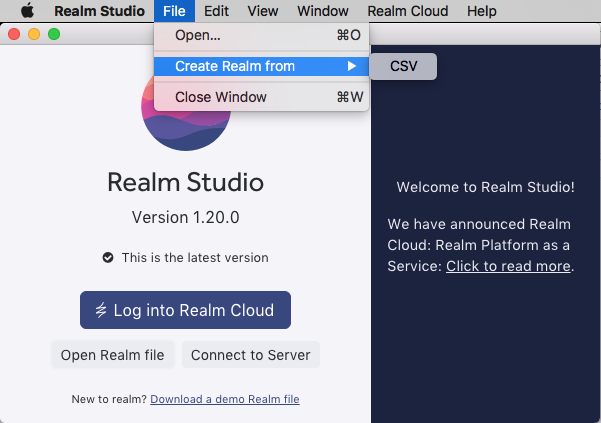 Realm Studio File Edit View Window Realm Cloud Help
Open... ⌘O
Create Realm from ▶ CSV
Close Window ⌘W
Realm Studio
Version 1.20.0
This is the latest version
Log into Realm Cloud
Open Realm file Connect to Server
New to realm? Download a demo Realm file
Welcome to Realm Studio!
We have announced Realm
Cloud: Realm Platform as a
Service: Click to read more.